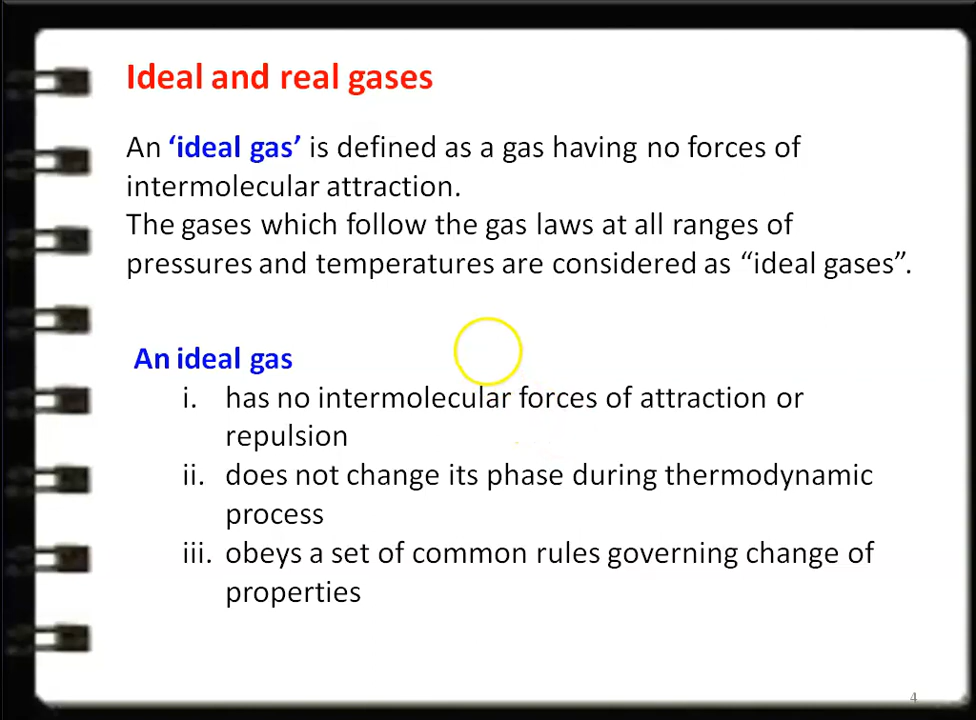 Ideal and real gases
An ‘ideal gas’ is defined as a gas having no forces of
intermolecular attraction.
The gases which follow the gas laws at all ranges of
pressures and temperatures are considered as “ideal gases”.
An ideal gas
i. has no intermolecular forces of attraction or
repulsion
ii. does not change its phase during thermodynamic
process
iii. obeys a set of common rules governing change of
properties
4